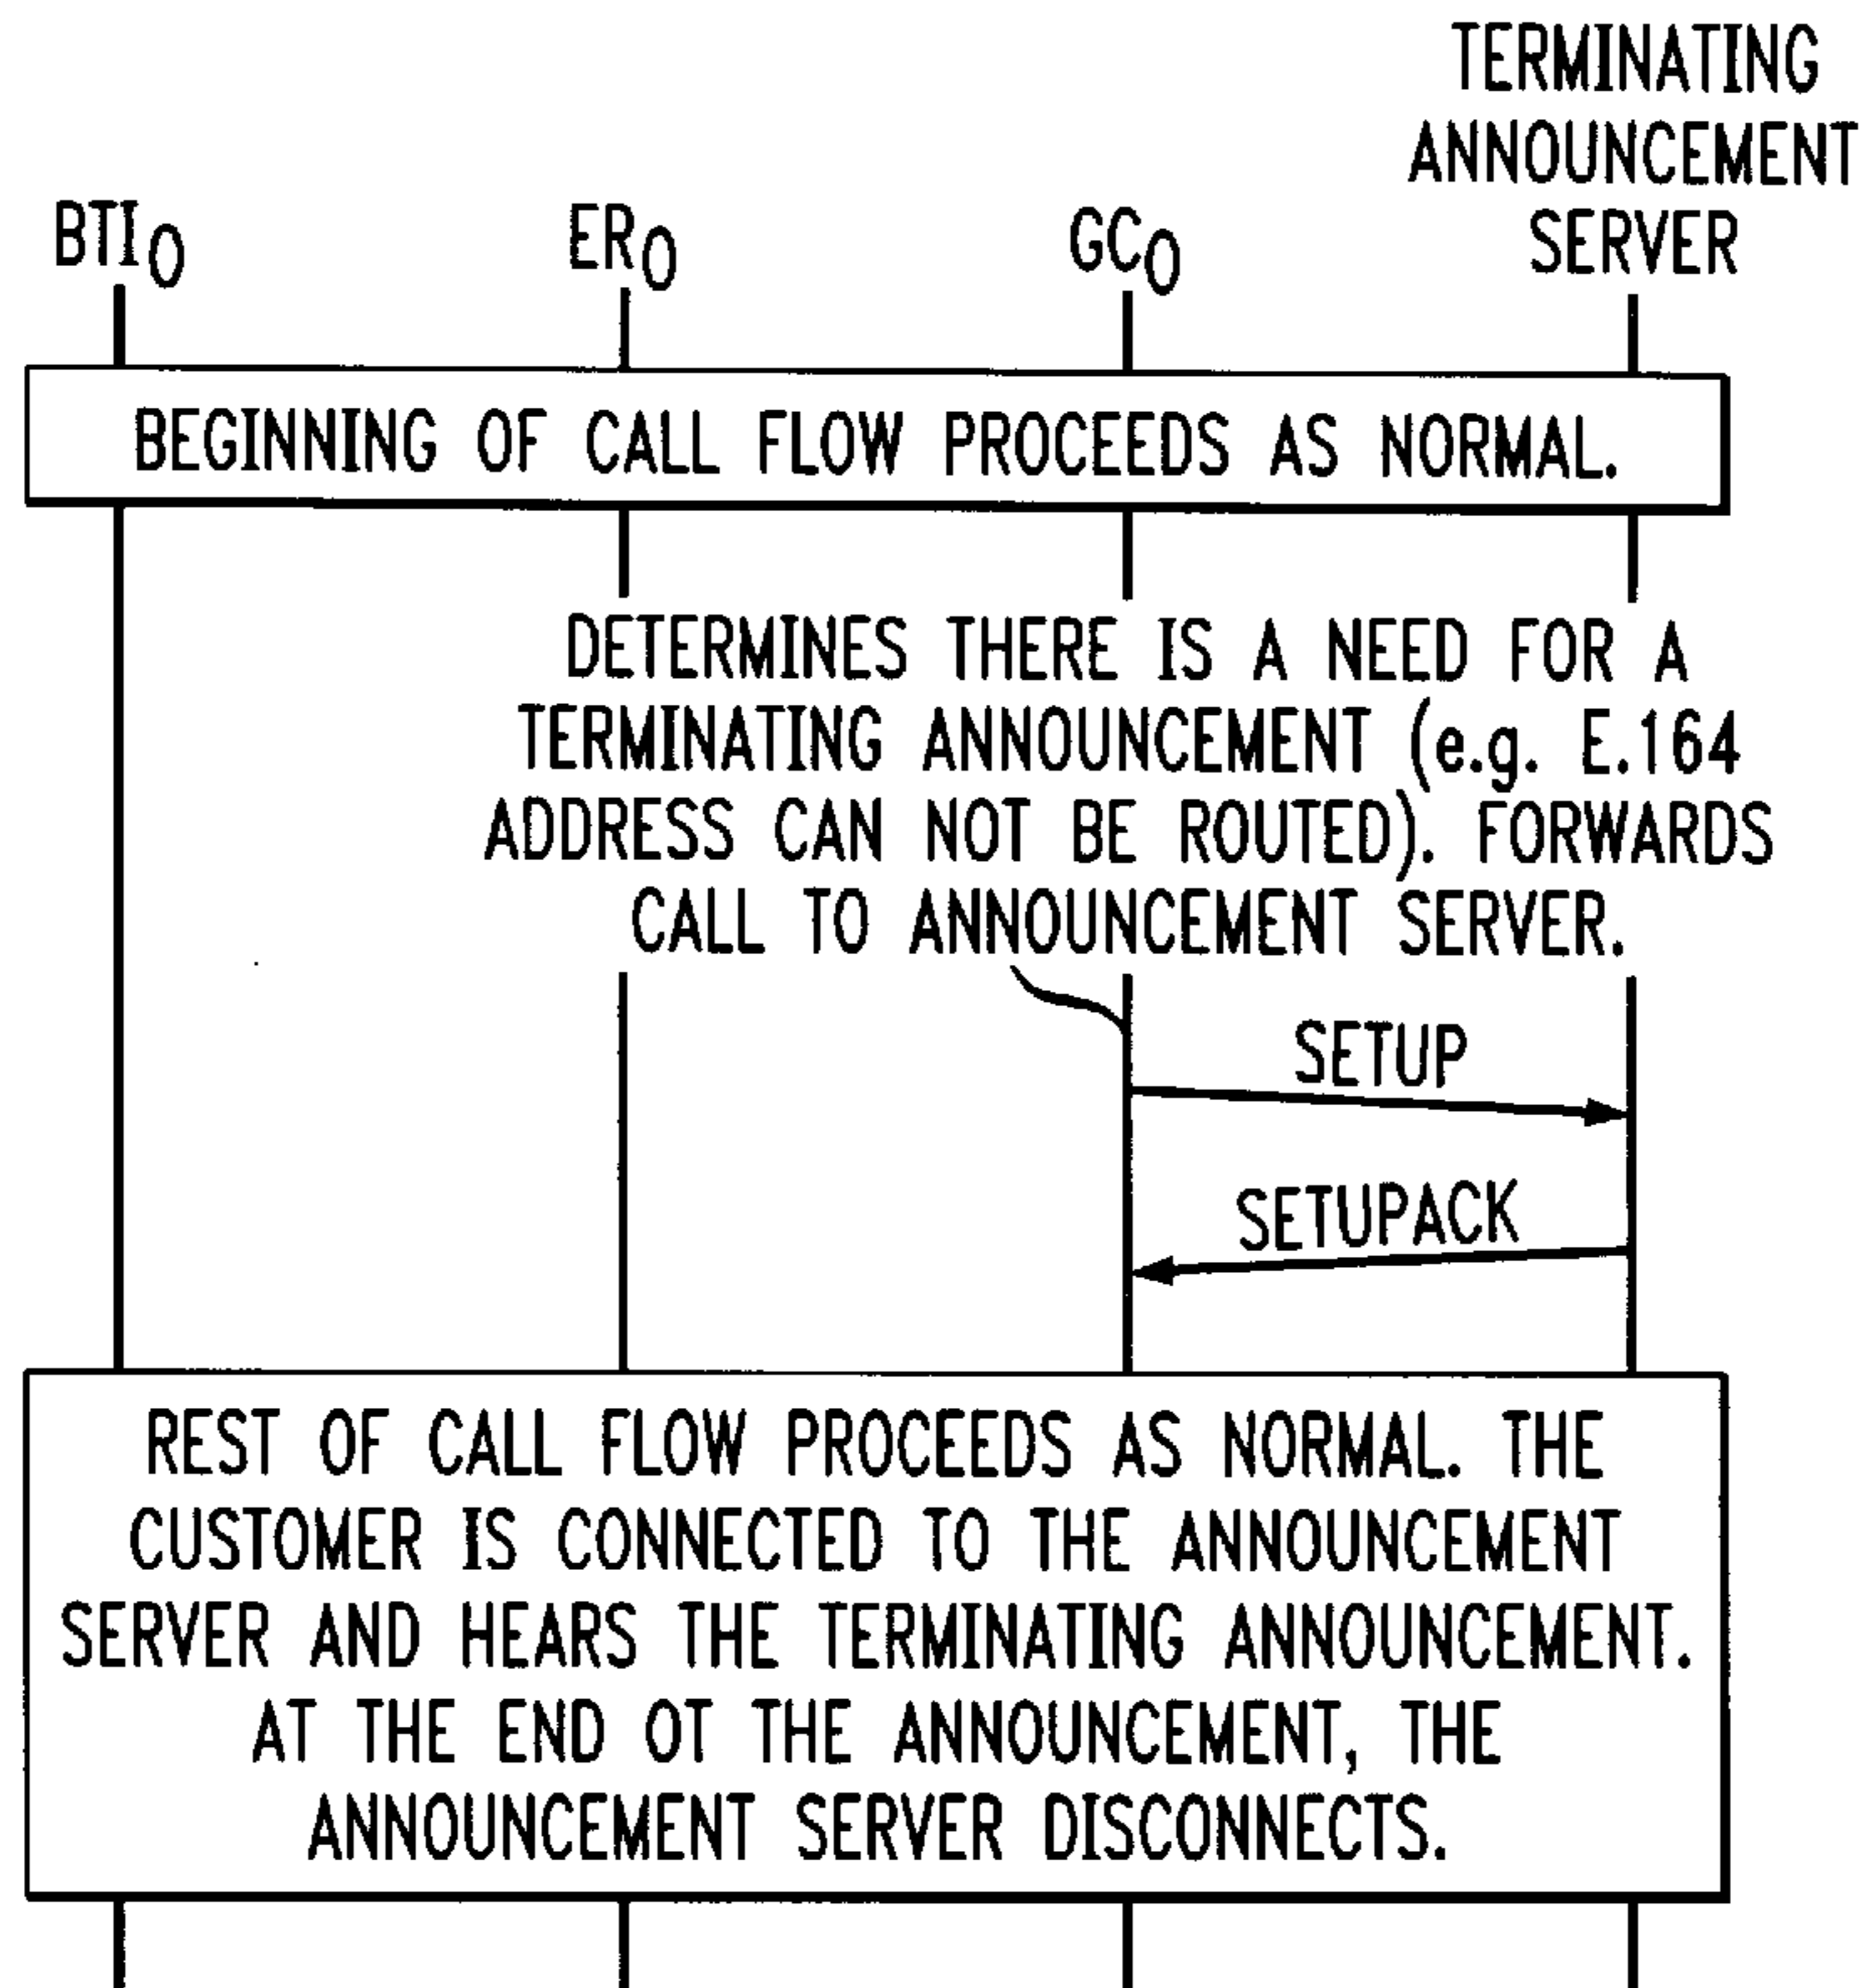 TERMINATING
ANNOUNCEMENT
SERVER
BTIO
ERO
GCO
BEGINNING OF CALL FLOW PROCEEDS AS NORMAL.
DETERMINES THERE IS A NEED FOR A
TERMINATING ANNOUNCEMENT (e.g. E.164
ADDRESS CAN NOT BE ROUTED). FORWARDS
CALL TO ANNOUNCEMENT SERVER.
SETUP
SETUPACK
REST OF CALL FLOW PROCEEDS AS NORMAL. THE
CUSTOMER IS CONNECTED TO THE ANNOUNCEMENT
SERVER AND HEARS THE TERMINATING ANNOUNCEMENT.
AT THE END OT THE ANNOUNCEMENT, THE
ANNOUNCEMENT SERVER DISCONNECTS.